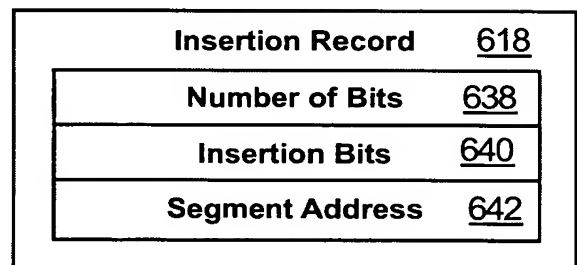 Insertion Record 618
Number of Bits 638
Insertion Bits 640
Segment Address 642